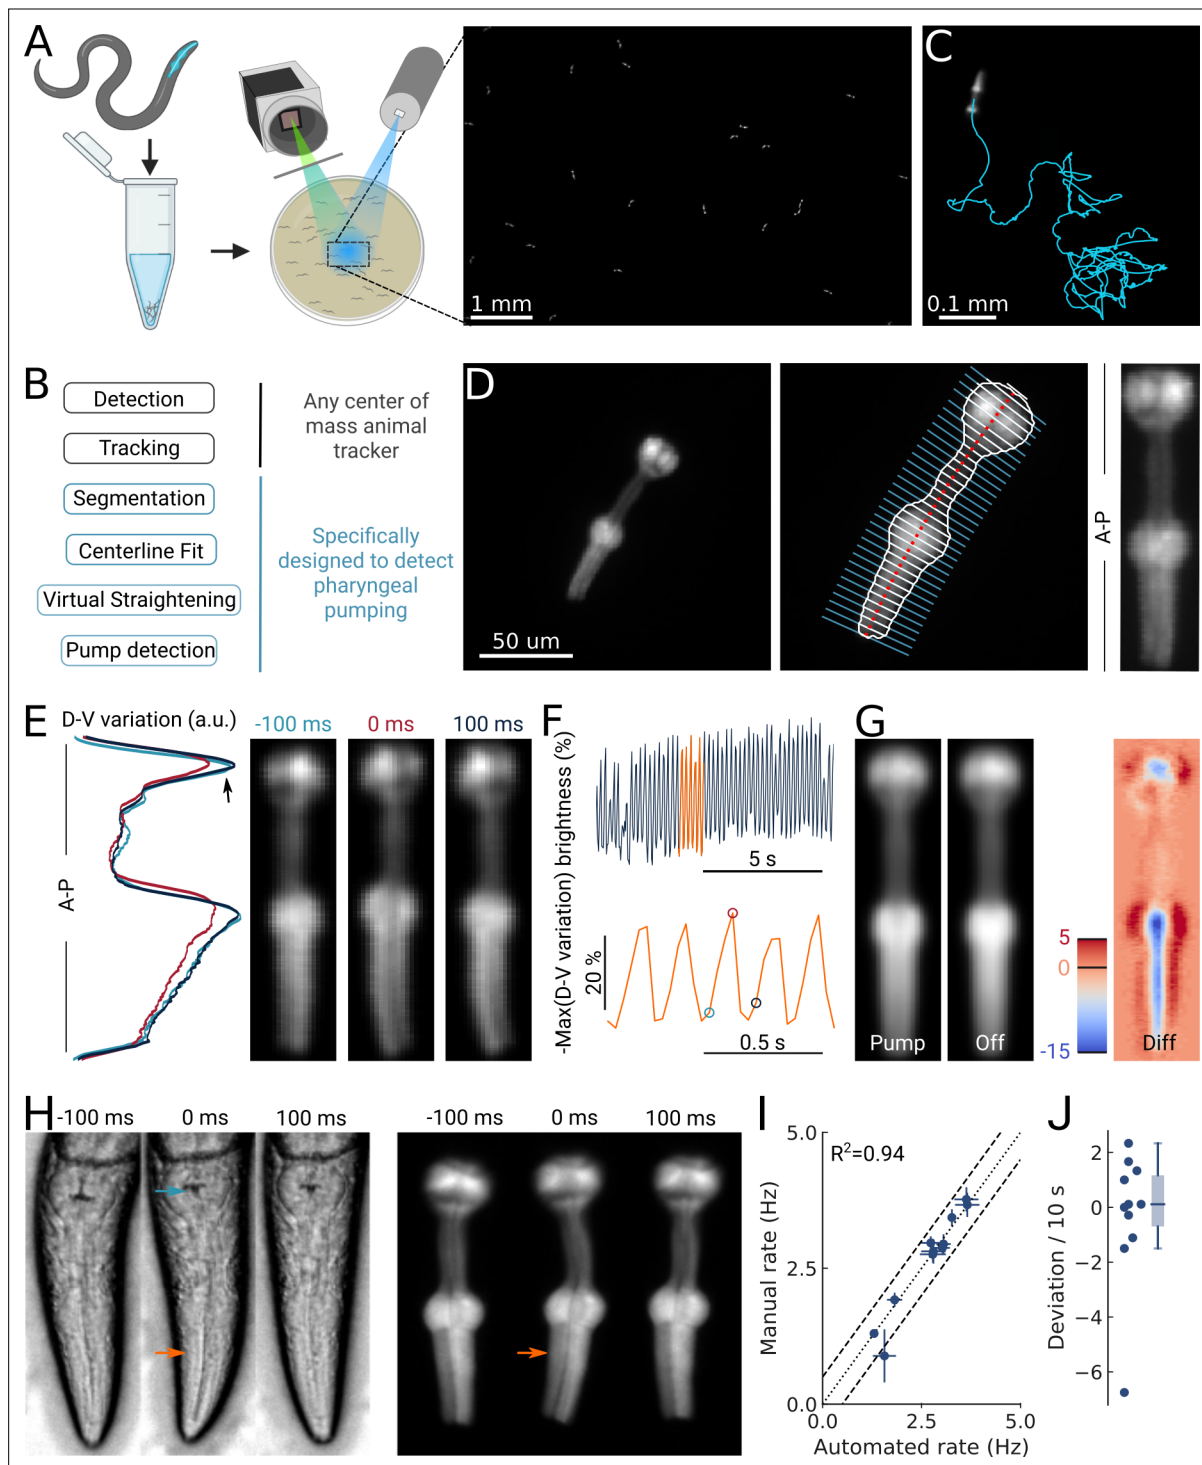 A
1 mm
C
0.1 mm
B
Detection
Tracking
Segmentation
Centerline Fit
Virtual Straightening
Pump detection
Any center of
mass animal
tracker
Specifically
designed to detect
pharyngeal
pumping
D
50 um
A-P
E
D-V variation (a.u.)
-100 ms
0 ms
100 ms
A-P
F
-Max(D-V variation) brightness (%)
5 s
20 %
0.5 s
G
Pump
Off
5
0
-15
Diff
H
-100 ms
0 ms
100 ms
-100 ms
0 ms
100 ms
I
R²=0.94
Manual rate (Hz)
5.0
2.5
0.0
0.0
2.5
5.0
Automated rate (Hz)
J
Deviation / 10 s
2
0
−2
−4
−6